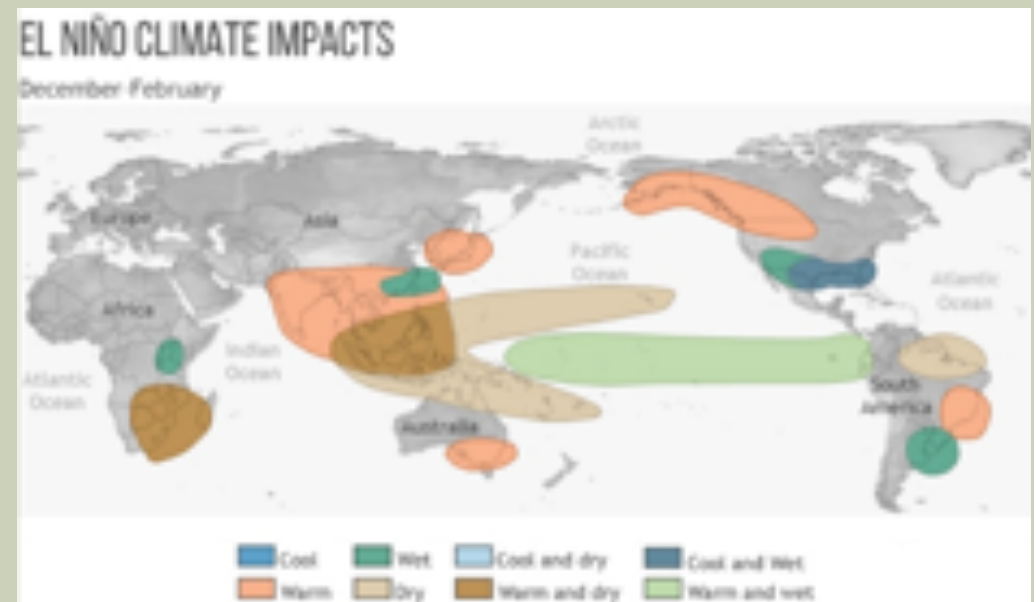 EL NIÑO CLIMATE IMPACTS
December-February
Arctic
Ocean
Europe
Asia
Pacific
Ocean
Atlantic
Ocean
Africa
Indian
Ocean
Atlantic
Ocean
South
America
Australia
Cool
Wet
Cool and dry
Cool and Wet
Warm
Dry
Warm and dry
Warm and wet